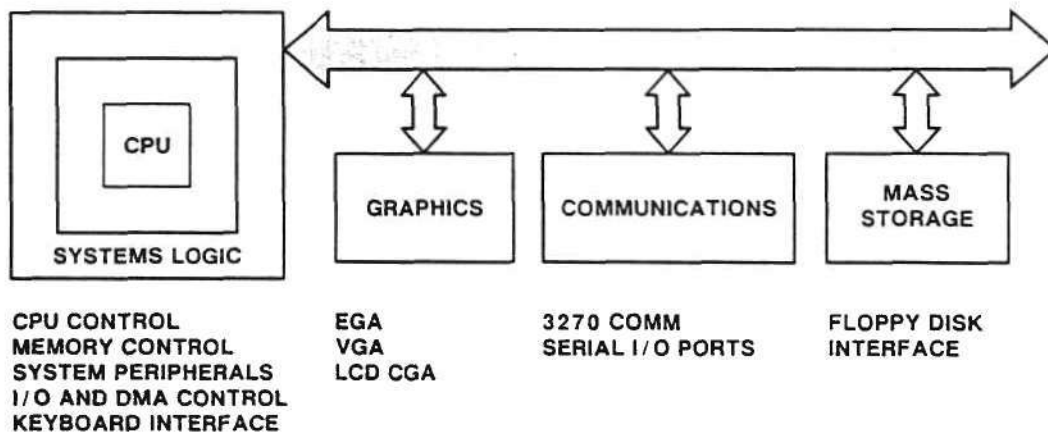 CPU
SYSTEMS LOGIC
GRAPHICS
COMMUNICATIONS
MASS
STORAGE
CPU CONTROL
MEMORY CONTROL
SYSTEM PERIPHERALS
I/O AND DMA CONTROL
KEYBOARD INTERFACE
EGA
VGA
LCD CGA
3270 COMM
SERIAL I/O PORTS
FLOPPY DISK
INTERFACE